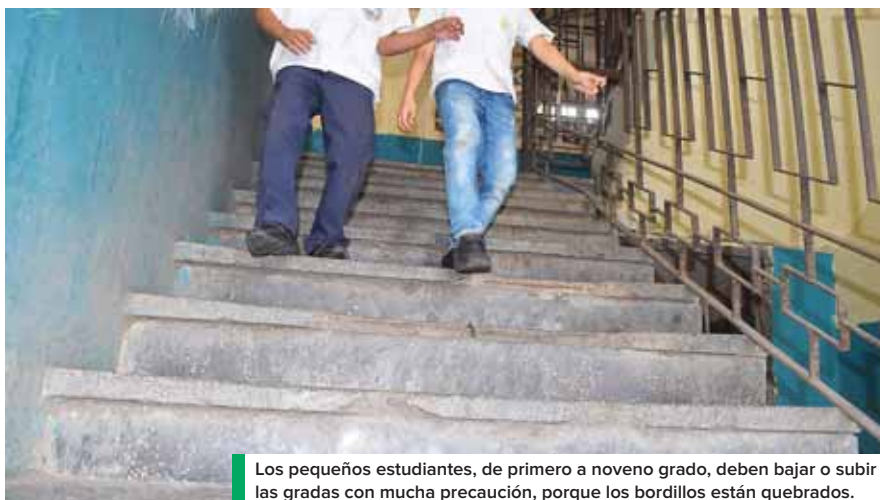 Los pequeños estudiantes, de primero a noveno grado, deben bajar o subir
las gradas con mucha precaución, porque los bordillos están quebrados.